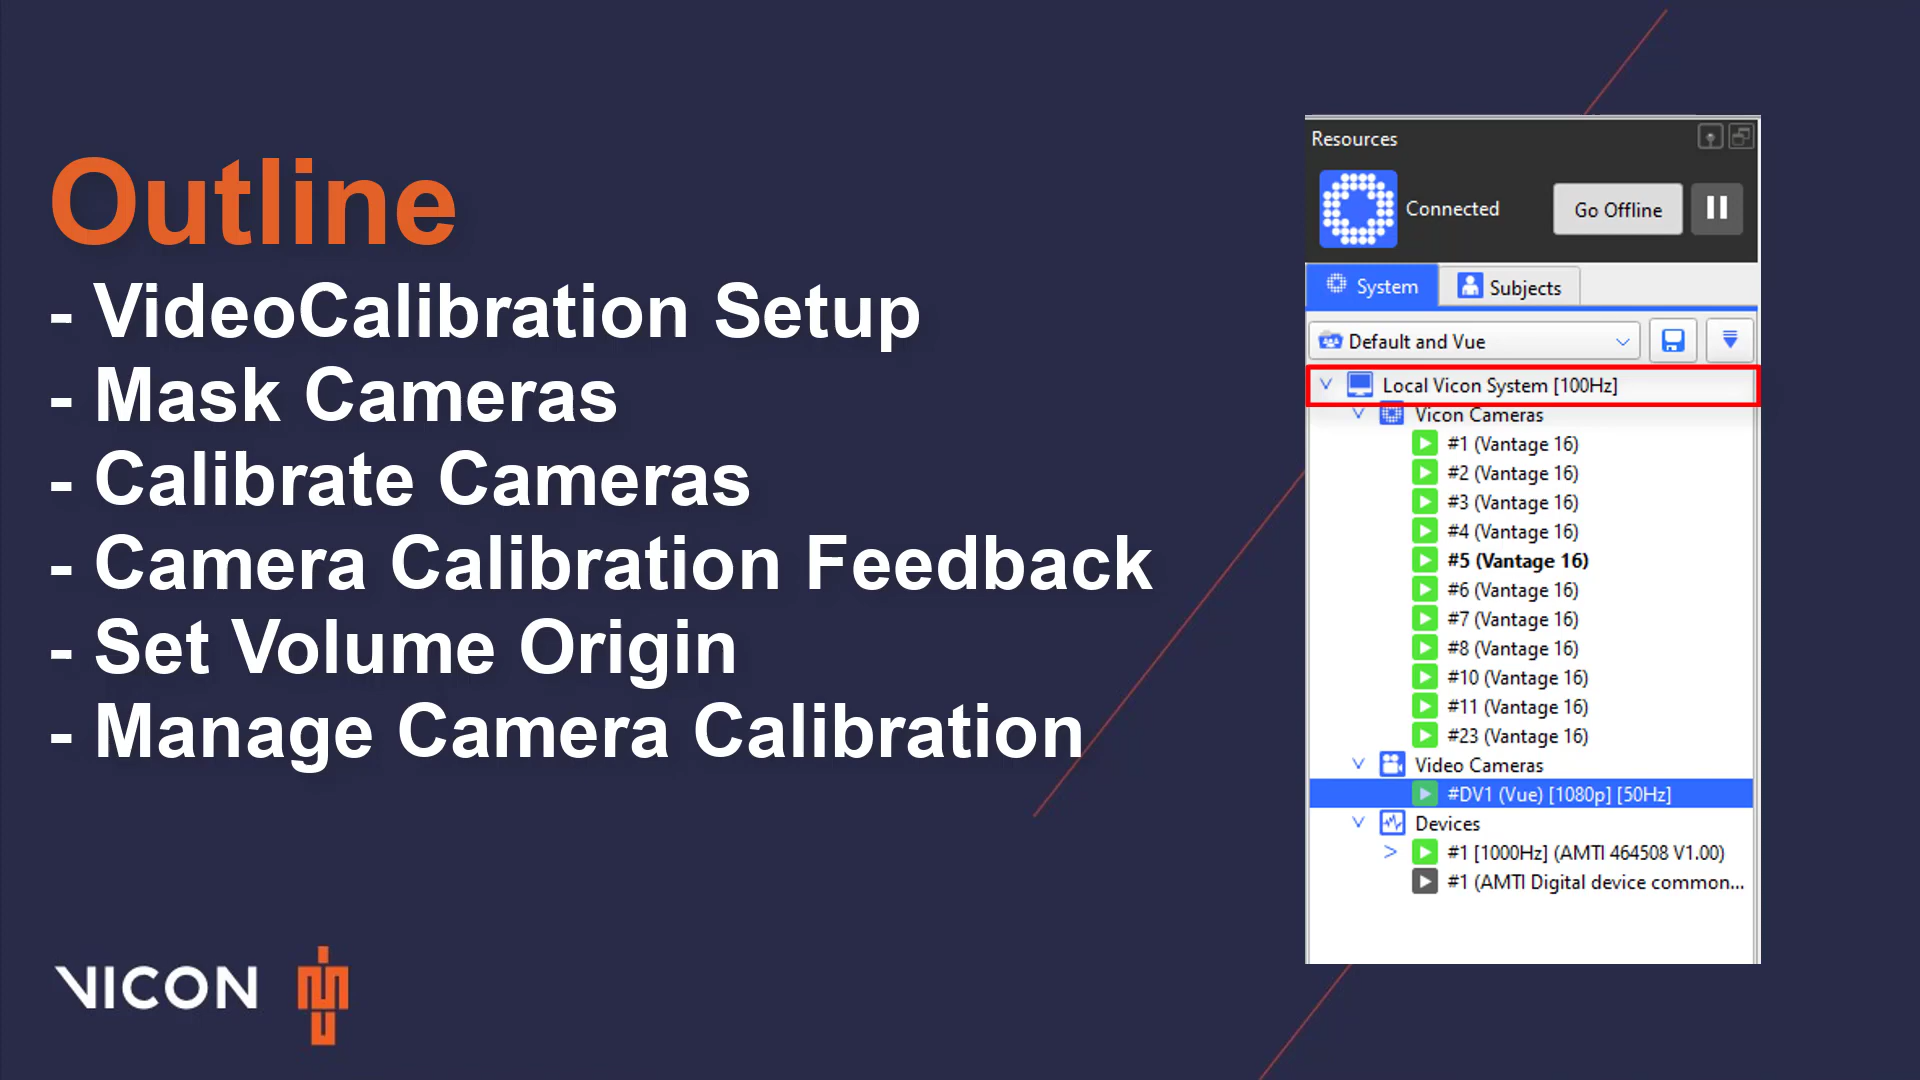 Outline
- VideoCalibration Setup
- Mask Cameras
- Calibrate Cameras
- Camera Calibration Feedback
- Set Volume Origin
- Manage Camera Calibration
VICON
Resources
Connected
Go Offline
System
Subjects
Default and Vue
Local Vicon System [100Hz]
Vicon Cameras
#1 (Vantage 16)
#2 (Vantage 16)
#3 (Vantage 16)
#4 (Vantage 16)
#5 (Vantage 16)
#6 (Vantage 16)
#7 (Vantage 16)
#8 (Vantage 16)
#10 (Vantage 16)
#11 (Vantage 16)
#23 (Vantage 16)
Video Cameras
#DV1 (Vue) [1080p] [50Hz]
Devices
#1 [1000Hz] (AMTI 464508 V1.00)
#1 (AMTI Digital device common...